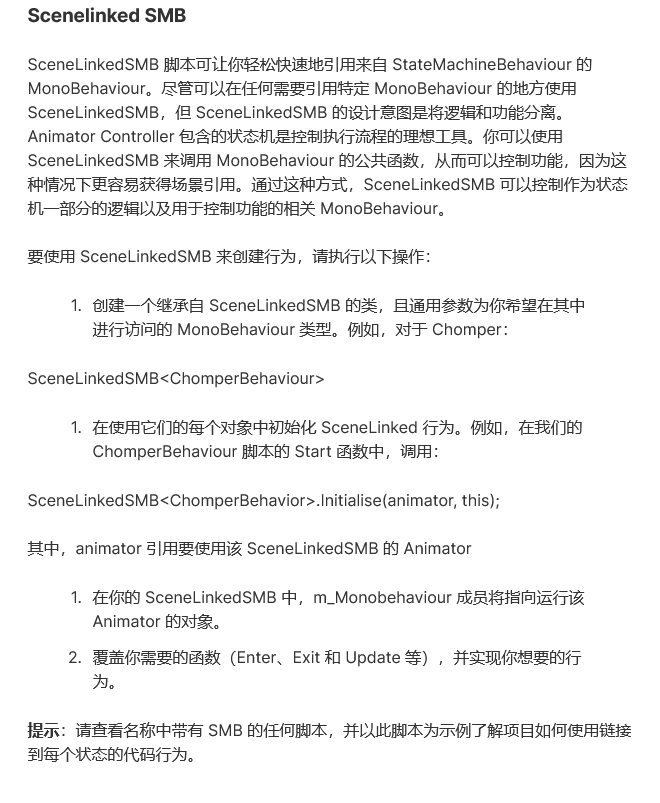 Scenelinked SMB
SceneLinkedSMB 脚本可让你轻松快速地引用来自 StateMachineBehaviour 的
MonoBehaviour。尽管可以在任何需要引用特定 MonoBehaviour 的地方使用
SceneLinkedSMB，但 SceneLinkedSMB 的设计意图是将逻辑和功能分离。
Animator Controller 包含的状态机是控制执行流程的理想工具。你可以使用
SceneLinkedSMB 来调用 MonoBehaviour 的公共函数，从而可以控制功能，因为这
种情况下更容易获得场景引用。通过这种方式，SceneLinkedSMB 可以控制作为状态
机一部分的逻辑以及用于控制功能的相关 MonoBehaviour。
要使用 SceneLinkedSMB 来创建行为，请执行以下操作：
1. 创建一个继承自 SceneLinkedSMB 的类，且通用参数为你希望在其中
进行访问的 MonoBehaviour 类型。例如，对于 Chomper：
SceneLinkedSMB<ChomperBehaviour>
1. 在使用它们的每个对象中初始化 SceneLinked 行为。例如，在我们的
ChomperBehaviour 脚本的 Start 函数中，调用：
SceneLinkedSMB<ChomperBehavior>.Initialise(animator, this);
其中，animator 引用要使用该 SceneLinkedSMB 的 Animator
1. 在你的 SceneLinkedSMB 中，m_Monobehaviour 成员将指向运行该
Animator 的对象。
2. 覆盖你需要的函数（Enter、Exit 和 Update 等），并实现你想要的行
为。
提示：请查看名称中带有 SMB 的任何脚本，并以此脚本为示例了解项目如何使用链接
到每个状态的代码行为。